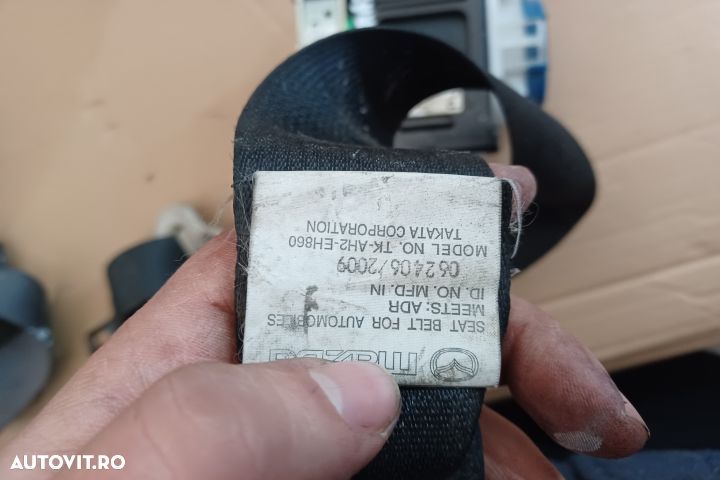 mazda
SEAT BELT FOR AUTOMOBILES
MEETS: ADR
ID. NO. MFD. IN
062406/2009
MODEL NO. TK-AH2-EH860
TAKATA CORPORATION
AUTOVIT.RO